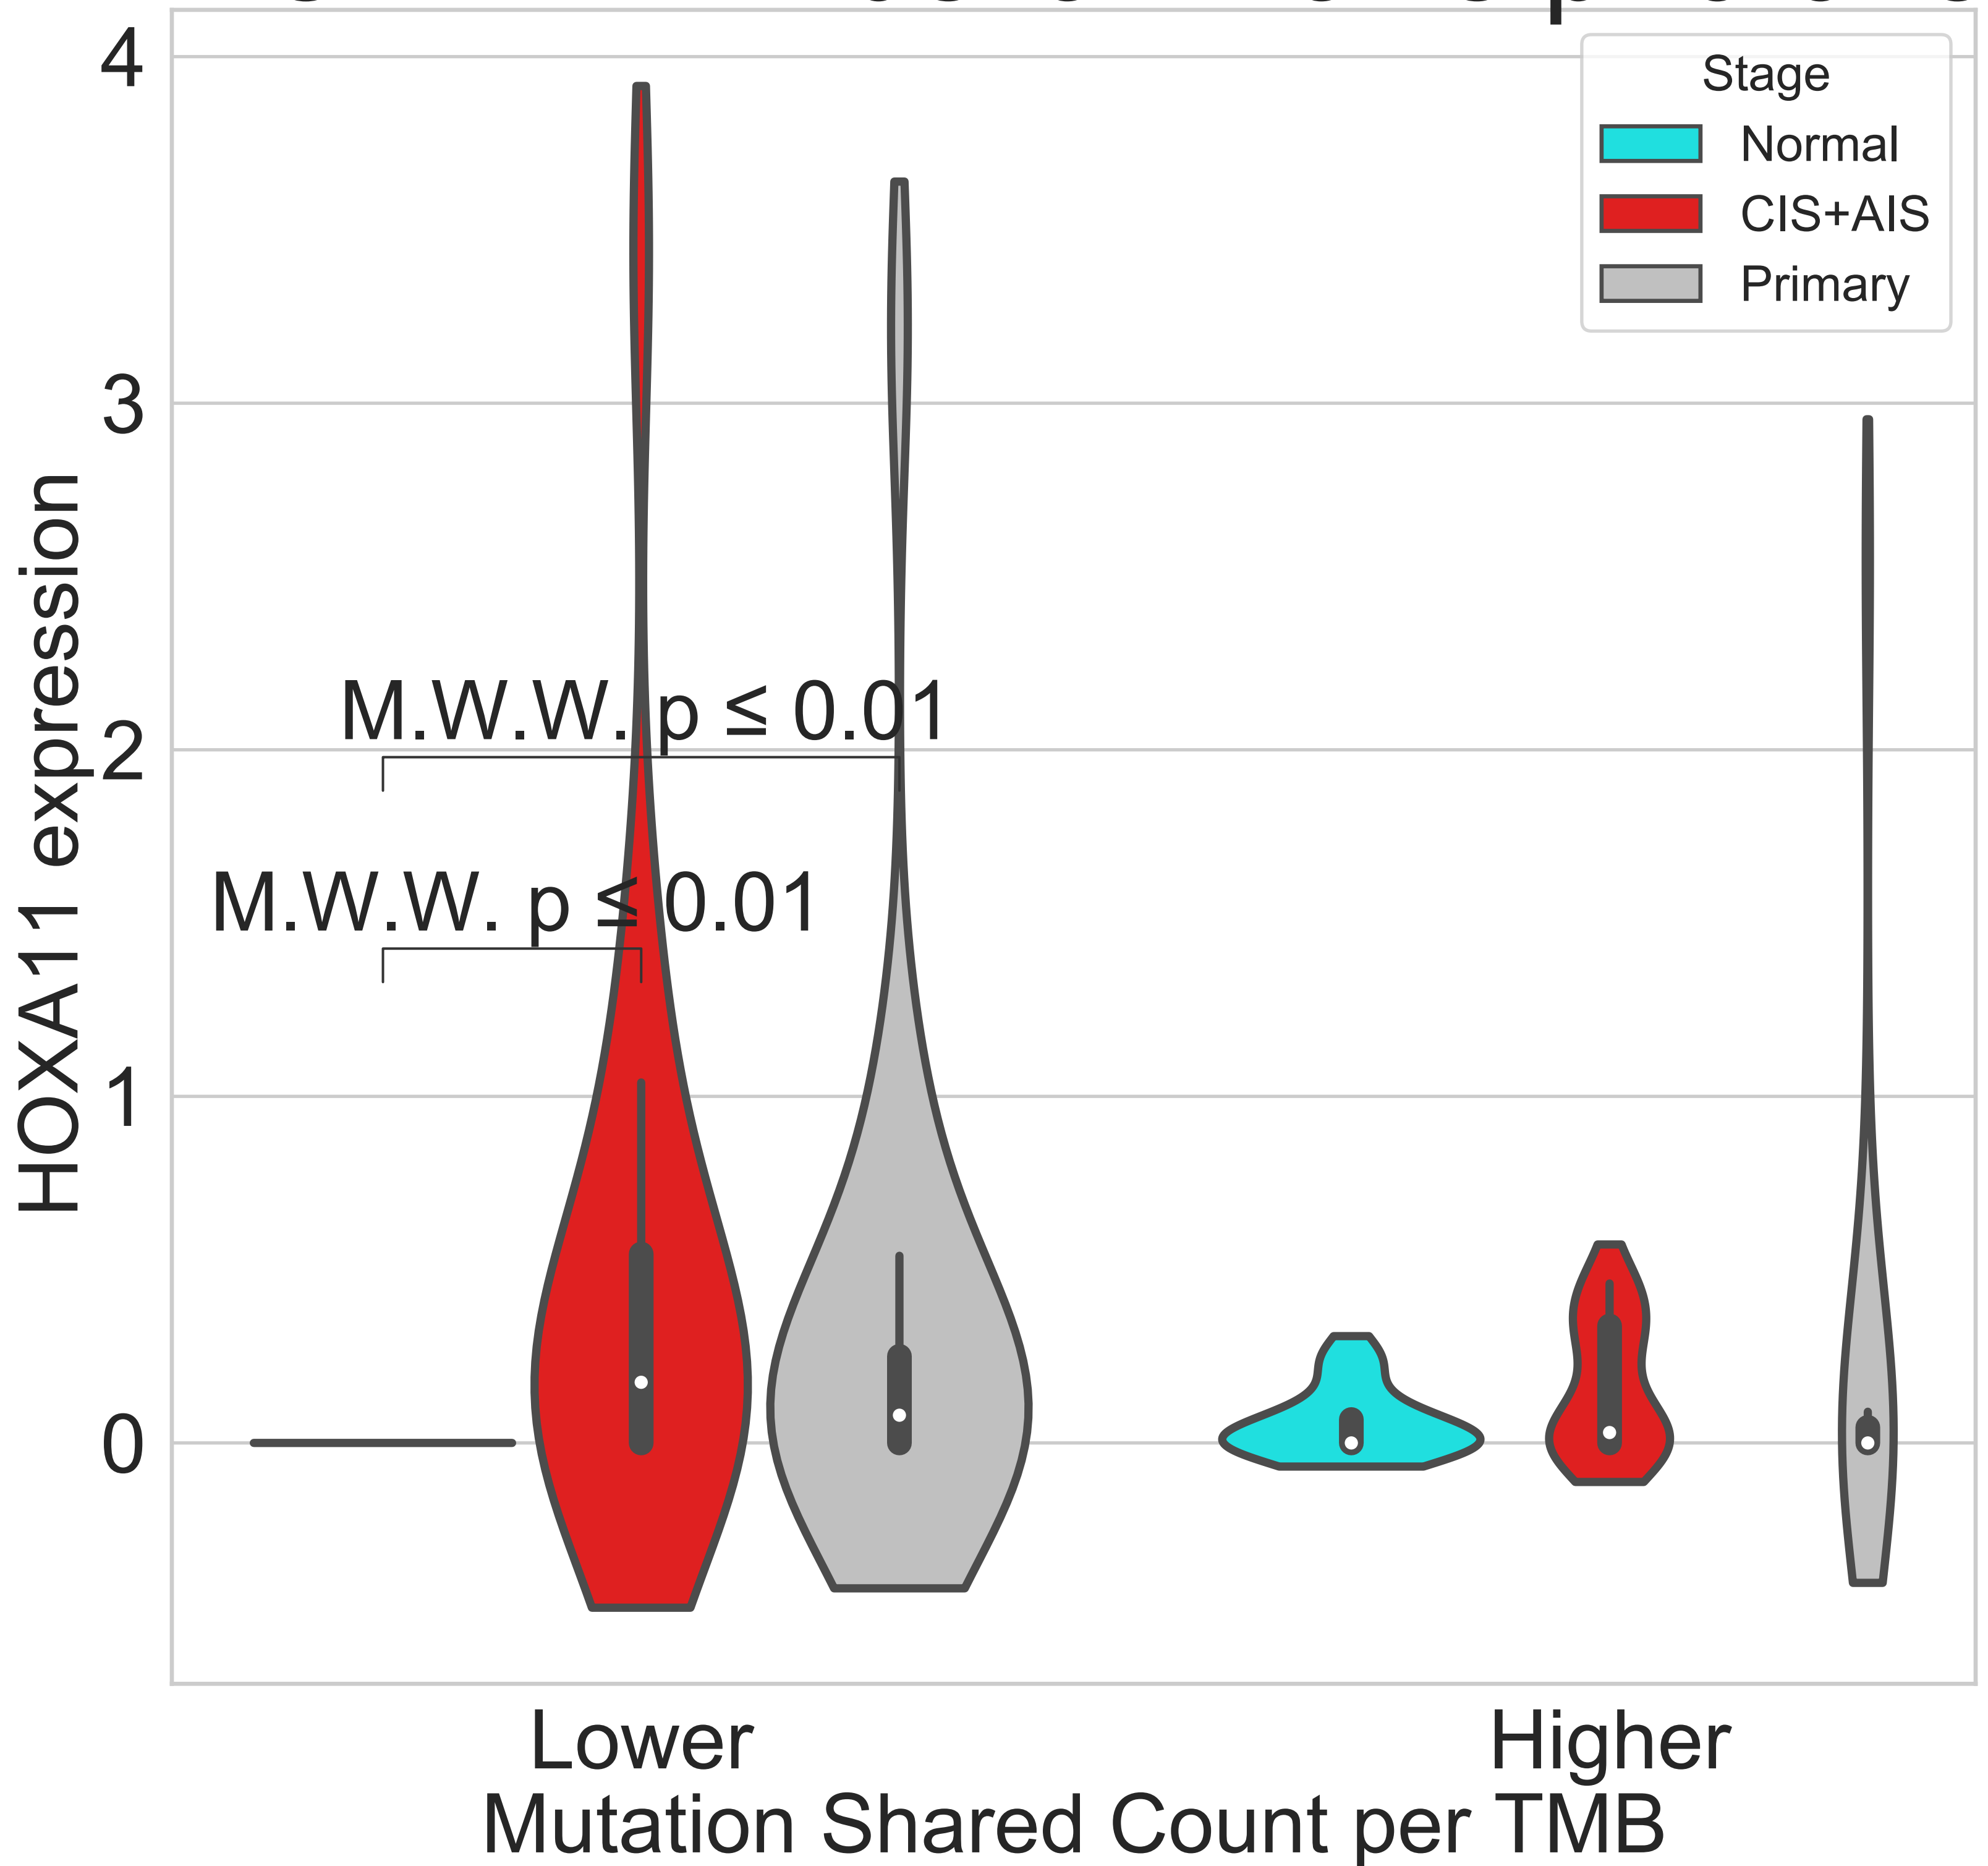 4
Stage
Normal
CIS+AIS
Primary
3
HOXA11 expression
2
M.W.W. p ≤ 0.01
M.W.W. p ≤ 0.01
1
0
Lower
Higher
Mutation Shared Count per TMB